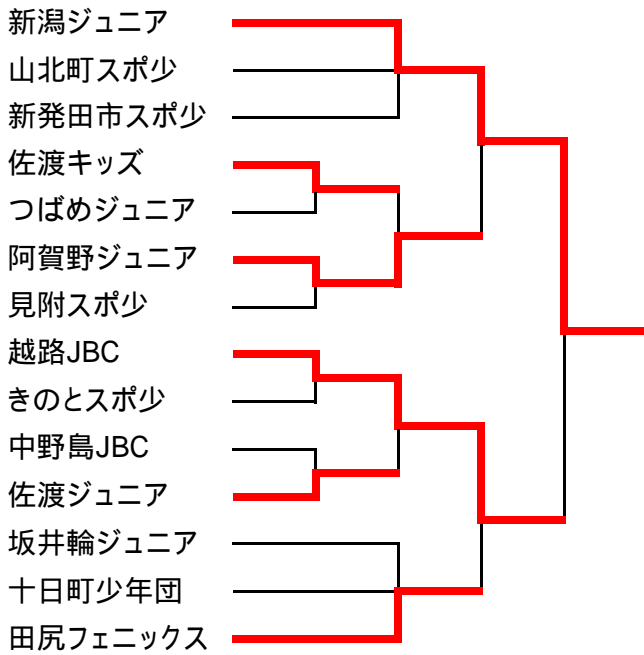 新潟ジュニア
山北町スポ少
新発田市スポ少
佐渡キッズ
つばめジュニア
阿賀野ジュニア
見附スポ少
越路JBC
きのとスポ少
中野島JBC
佐渡ジュニア
坂井輪ジュニア
十日町少年団
田尻フェニックス